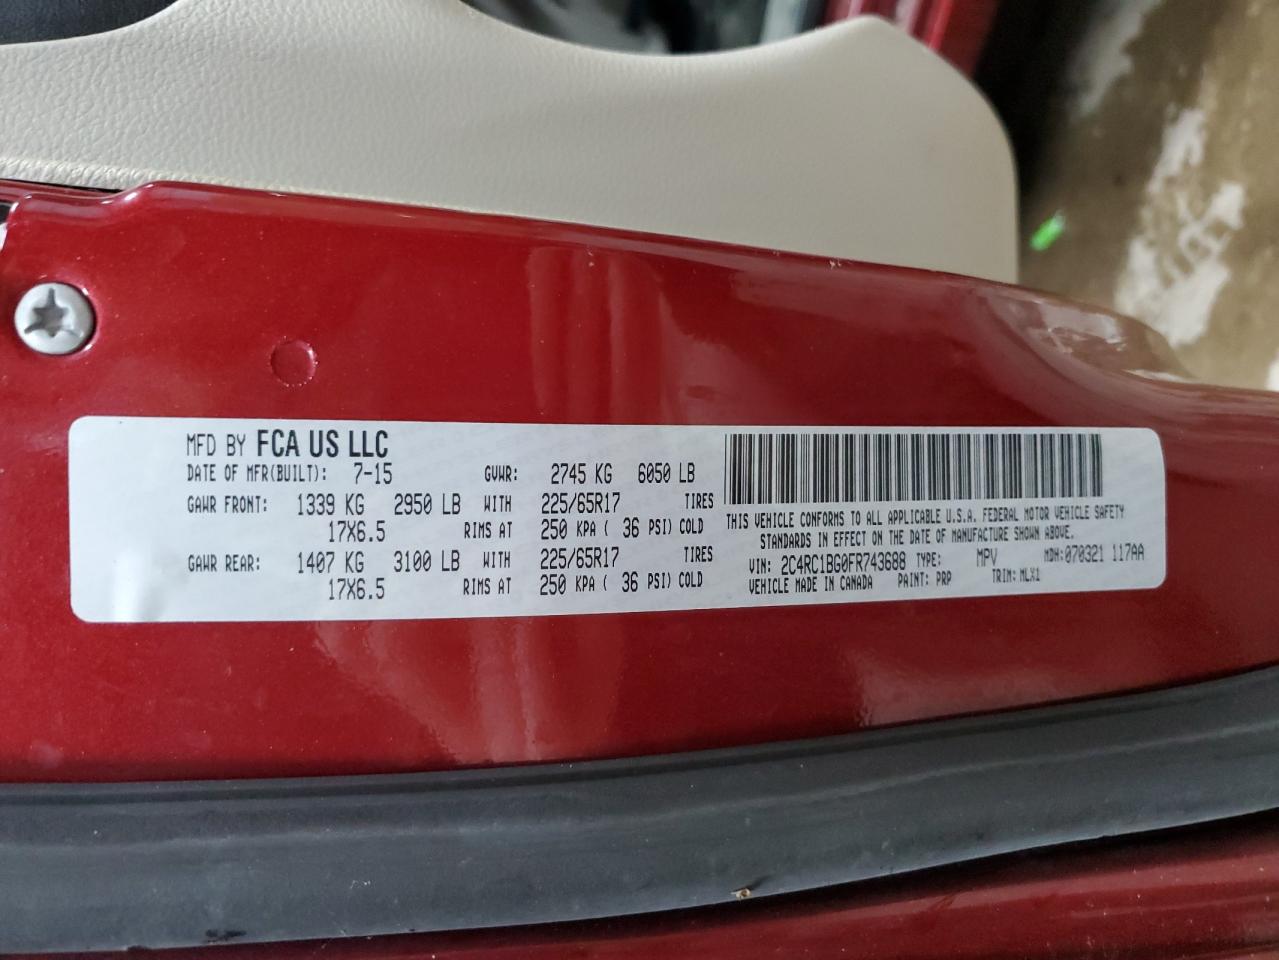 MFD BY FCA US LLC
DATE OF MFR(BUILT): 7-15 GVWR: 2745 KG 6050 LB
GAWR FRONT: 1339 KG 2950 LB WITH 225/65R17 TIRES
17X6.5 RIMS AT 250 KPA ( 36 PSI) COLD
GAWR REAR: 1407 KG 3100 LB WITH 225/65R17 TIRES
17X6.5 RIMS AT 250 KPA ( 36 PSI) COLD
THIS VEHICLE CONFORMS TO ALL APPLICABLE U.S.A. FEDERAL MOTOR VEHICLE SAFETY
STANDARDS IN EFFECT ON THE DATE OF MANUFACTURE SHOWN ABOVE.
VIN: 2C4RC1BG0FR743688 TYPE: MPV MDH:070321 117AA
VEHICLE MADE IN CANADA PAINT: PRP TRIM: MLX1